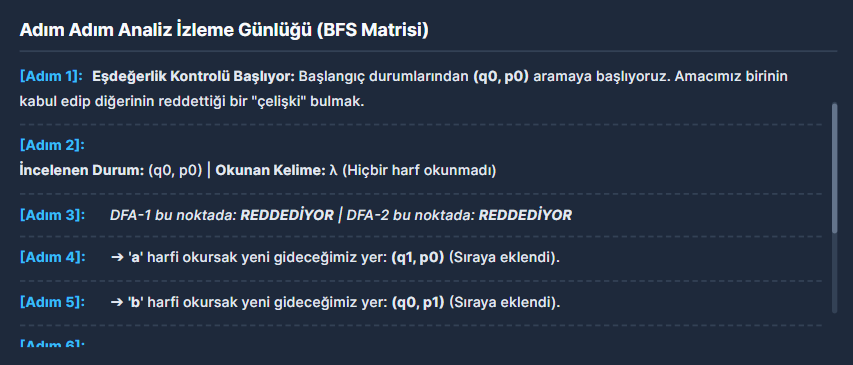 Adım Adım Analiz İzleme Günlüğü (BFS Matrisi)
[Adım 1]: Eşdeğerlik Kontrolü Başlıyor: Başlangıç durumlarından (q0, p0) aramaya başlıyoruz. Amacımız birinin
kabul edip diğerinin reddettiği bir "çelişki" bulmak.
[Adım 2]:
İncelenen Durum: (q0, p0) | Okunan Kelime: λ (Hiçbir harf okunmadı)
[Adım 3]: DFA-1 bu noktada: REDDEDİYOR | DFA-2 bu noktada: REDDEDİYOR
[Adım 4]: ➔ 'a' harfi okursak yeni gideceğimiz yer: (q1, p0) (Sıraya eklendi).
[Adım 5]: ➔ 'b' harfi okursak yeni gideceğimiz yer: (q0, p1) (Sıraya eklendi).
[Adım 6]: